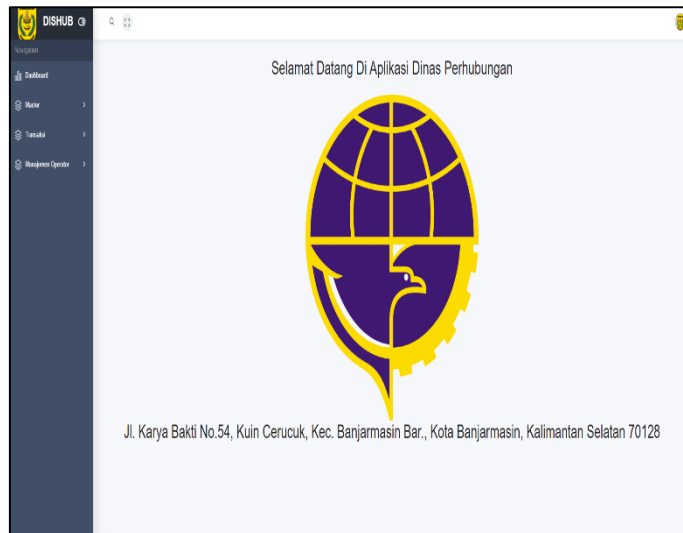 DISHUB
Navigation
Dashboard
Master
Transaksi
Manajemen Operator
Selamat Datang Di Aplikasi Dinas Perhubungan
Jl. Karya Bakti No.54, Kuin Cerucuk, Kec. Banjarmasin Bar., Kota Banjarmasin, Kalimantan Selatan 70128